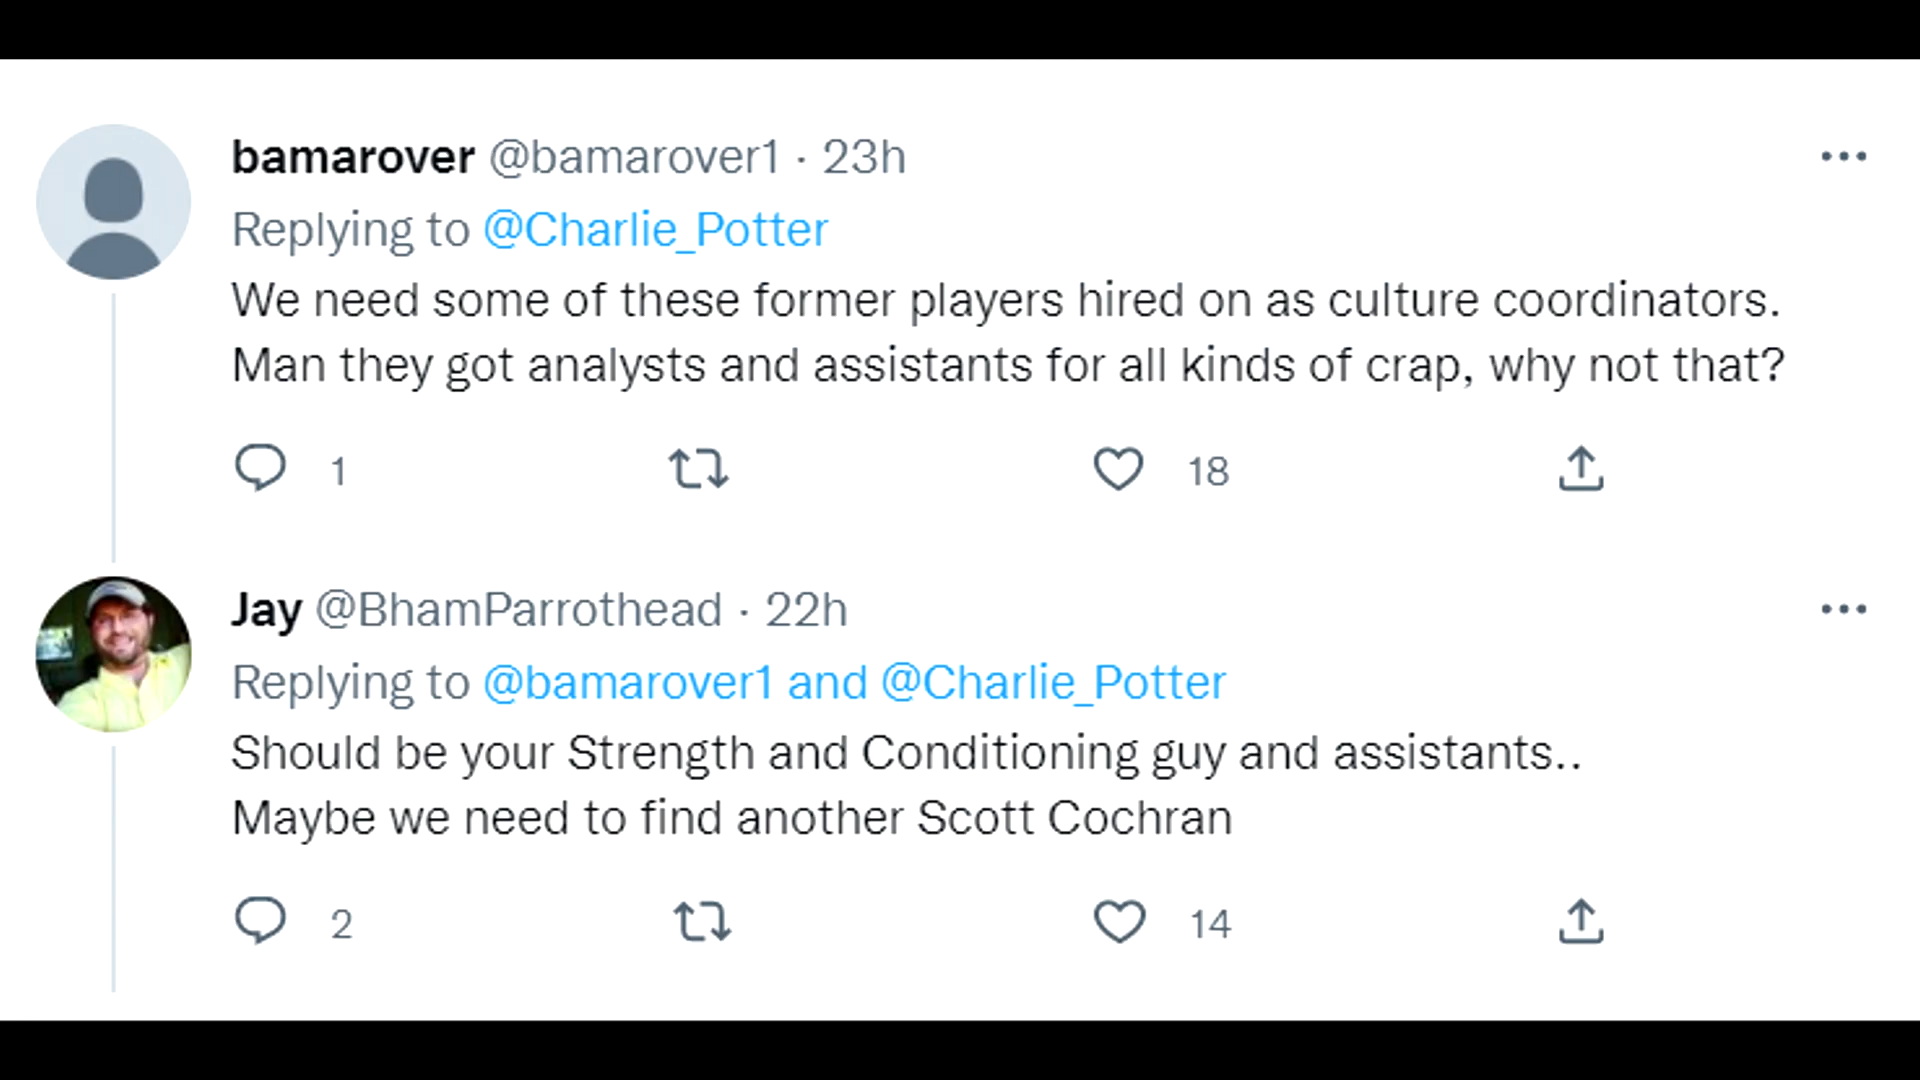 bamarover @bamarover1 · 23h
Replying to @Charlie_Potter
We need some of these former players hired on as culture coordinators.
Man they got analysts and assistants for all kinds of crap, why not that?
1 18
Jay @BhamParrothead · 22h
Replying to @bamarover1 and @Charlie_Potter
Should be your Strength and Conditioning guy and assistants..
Maybe we need to find another Scott Cochran
2 14